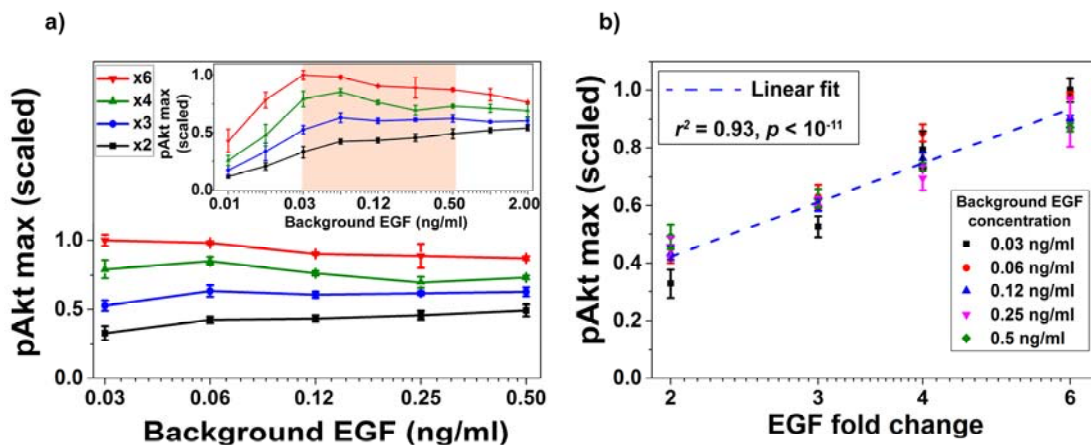 a)
x6
x4
x3
x2
pAkt max (scaled)
1.0
0.5
0.0
0.03
0.06
0.12
0.25
0.50
Background EGF (ng/ml)
pAkt max
(scaled)
1.0
0.5
0.0
0.01
0.03
0.12
0.50
2.00
Background EGF (ng/ml)
b)
pAkt max (scaled)
1.0
0.8
0.6
0.4
0.2
0.0
Linear fit
r² = 0.93, p < 10⁻¹¹
Background EGF
concentration
0.03 ng/ml
0.06 ng/ml
0.12 ng/ml
0.25 ng/ml
0.5 ng/ml
2
3
4
6
EGF fold change